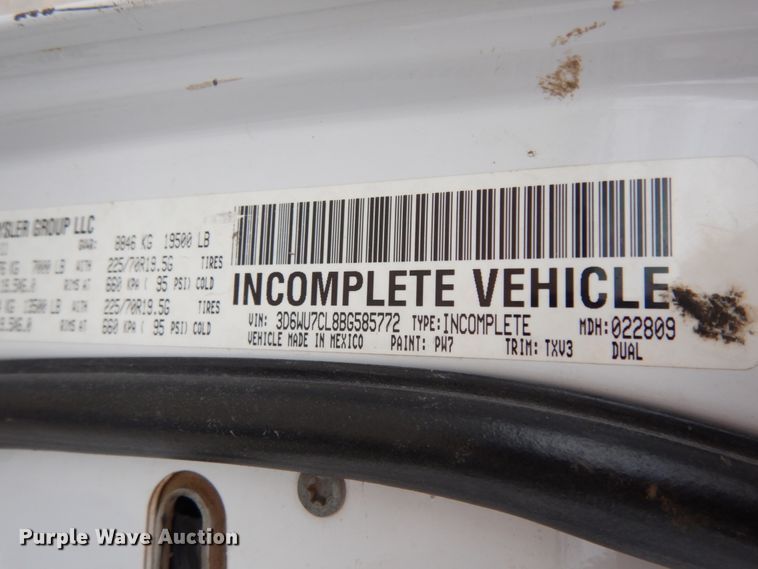 YSLER GROUP LLC
GVWR: 8846 KG 19500 LB
KG 7000 LB WITH 225/70R19.5G TIRES
RIMS AT 660 KPA ( 95 PSI) COLD
KG 13500 LB WITH 225/70R19.5G TIRES
RIMS AT 660 KPA ( 95 PSI) COLD
INCOMPLETE VEHICLE
VIN: 3D6WU7CL8BG585772 TYPE: INCOMPLETE MDH: 022809
VEHICLE MADE IN MEXICO PAINT: PW7 TRIM: TXV3 DUAL
Purple Wave Auction